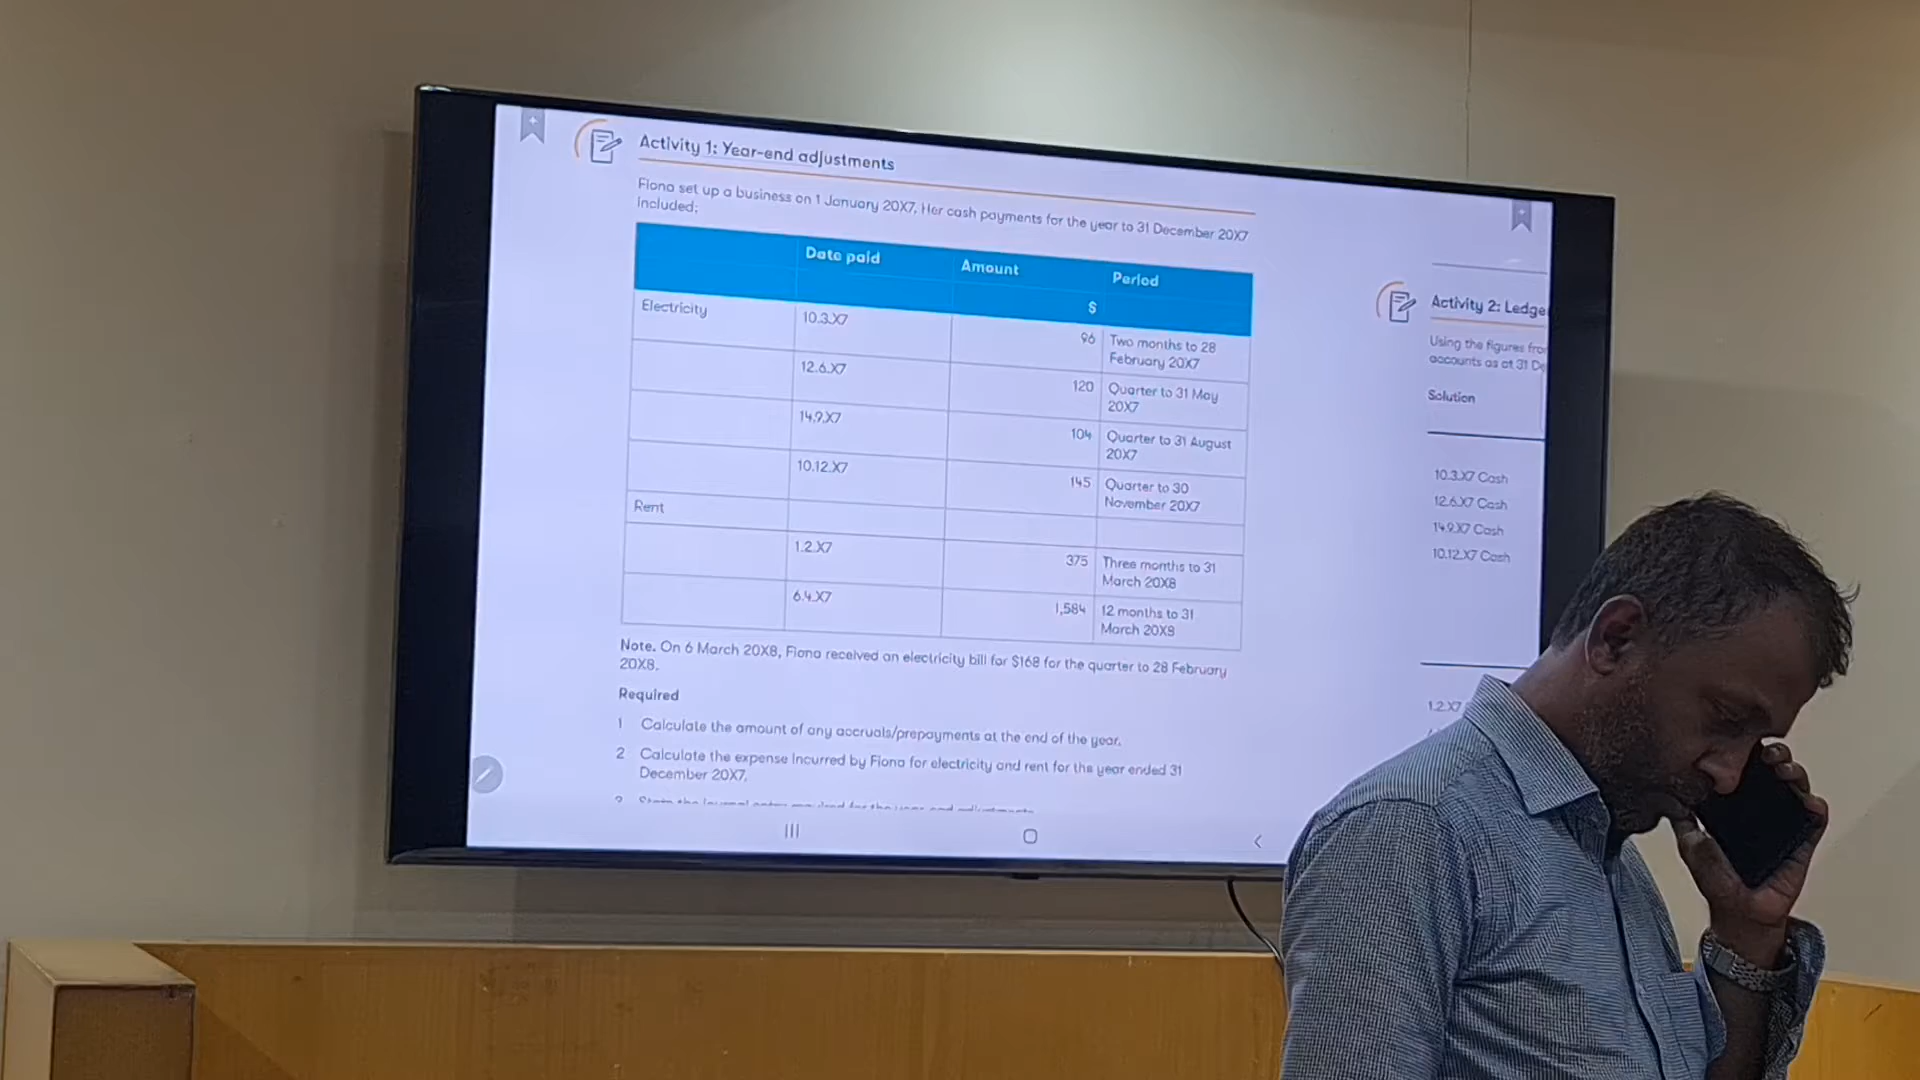 Activity 1: Year-end adjustments
Fiona set up a business on 1 January 20X7. Her cash payments for the year to 31 December 20X7
included:
Date paid Amount Period
$
Electricity 10.3.X7 96 Two months to 28
February 20X7
12.6.X7 120 Quarter to 31 May
20X7
14.9.X7 104 Quarter to 31 August
20X7
10.12.X7 145 Quarter to 30
November 20X7
Rent
1.2.X7 375 Three months to 31
March 20X8
6.4.X7 1,584 12 months to 31
March 20X8
Note. On 6 March 20X8, Fiona received an electricity bill for $168 for the quarter to 28 February
20X8.
Required
1 Calculate the amount of any accruals/prepayments at the end of the year.
2 Calculate the expense incurred by Fiona for electricity and rent for the year ended 31
December 20X7.
Activity 2: Ledge
Using the figures fro
accounts as at 31 De
Solution
10.3.X7 Cash
12.6.X7 Cash
14.9.X7 Cash
10.12.X7 Cash
1.2.X7